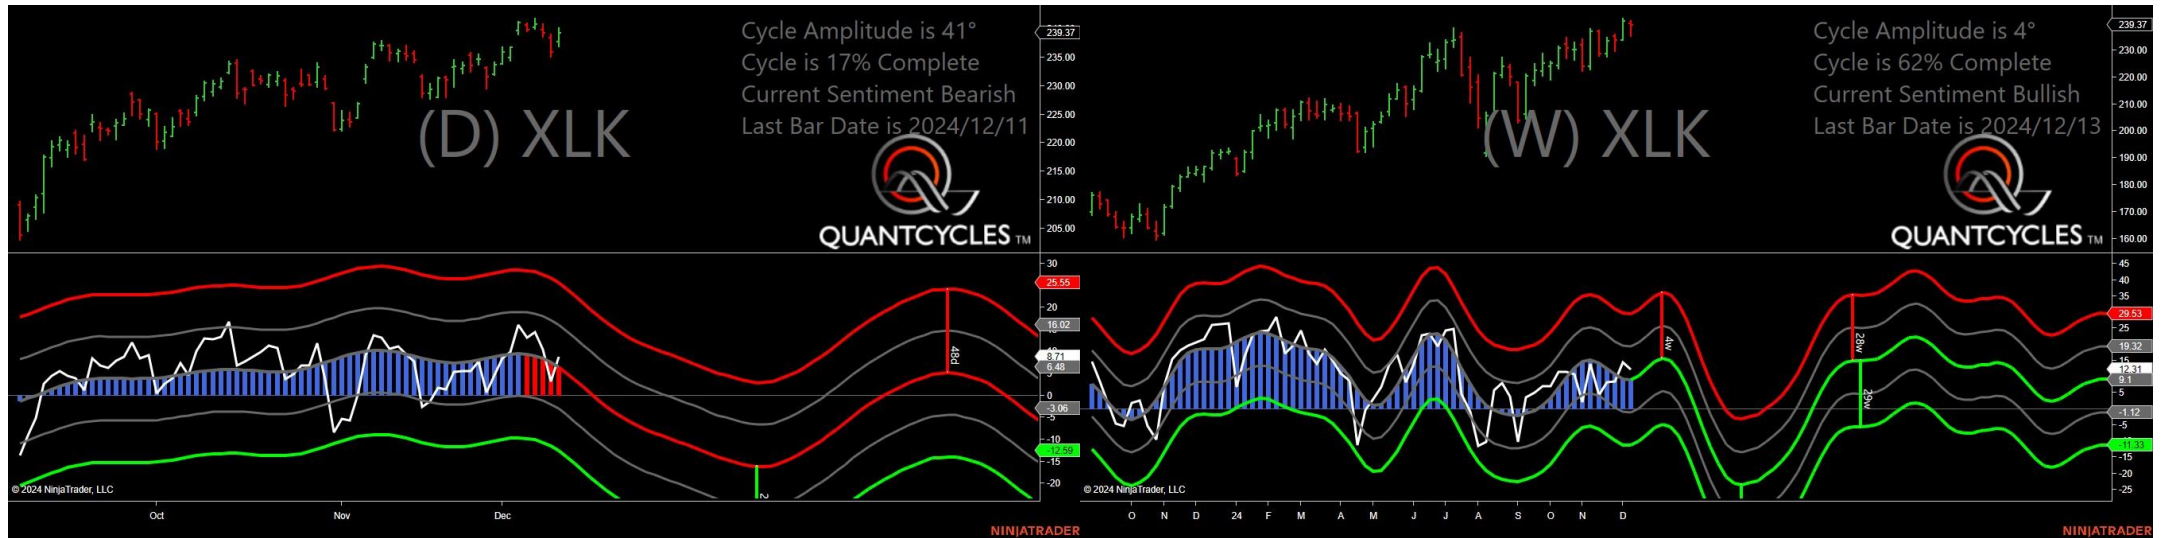 Cycle Amplitude is 41°
Cycle is 17% Complete
Current Sentiment Bearish
Last Bar Date is 2024/12/11
(D) XLK
QUANTCYCLES TM
239.37
235.00
230.00
225.00
220.00
215.00
210.00
205.00
30
25.55
20
16.02
8.71
6.48
0
-3.06
-5
-10
-12.59
-15
-20
48d
2
© 2024 NinjaTrader, LLC
Oct
Nov
Dec
NINJATRADER
Cycle Amplitude is 4°
Cycle is 62% Complete
Current Sentiment Bullish
Last Bar Date is 2024/12/13
(W) XLK
QUANTCYCLES TM
239.37
230.00
220.00
210.00
200.00
190.00
180.00
170.00
160.00
45
40
35
29.53
25
19.32
15
12.31
9.1
5
-1.12
-5
-11.33
-15
-20
-25
4w
28w
29w
© 2024 NinjaTrader, LLC
O N D 24 F M A M J J A S O N D
NINJATRADER